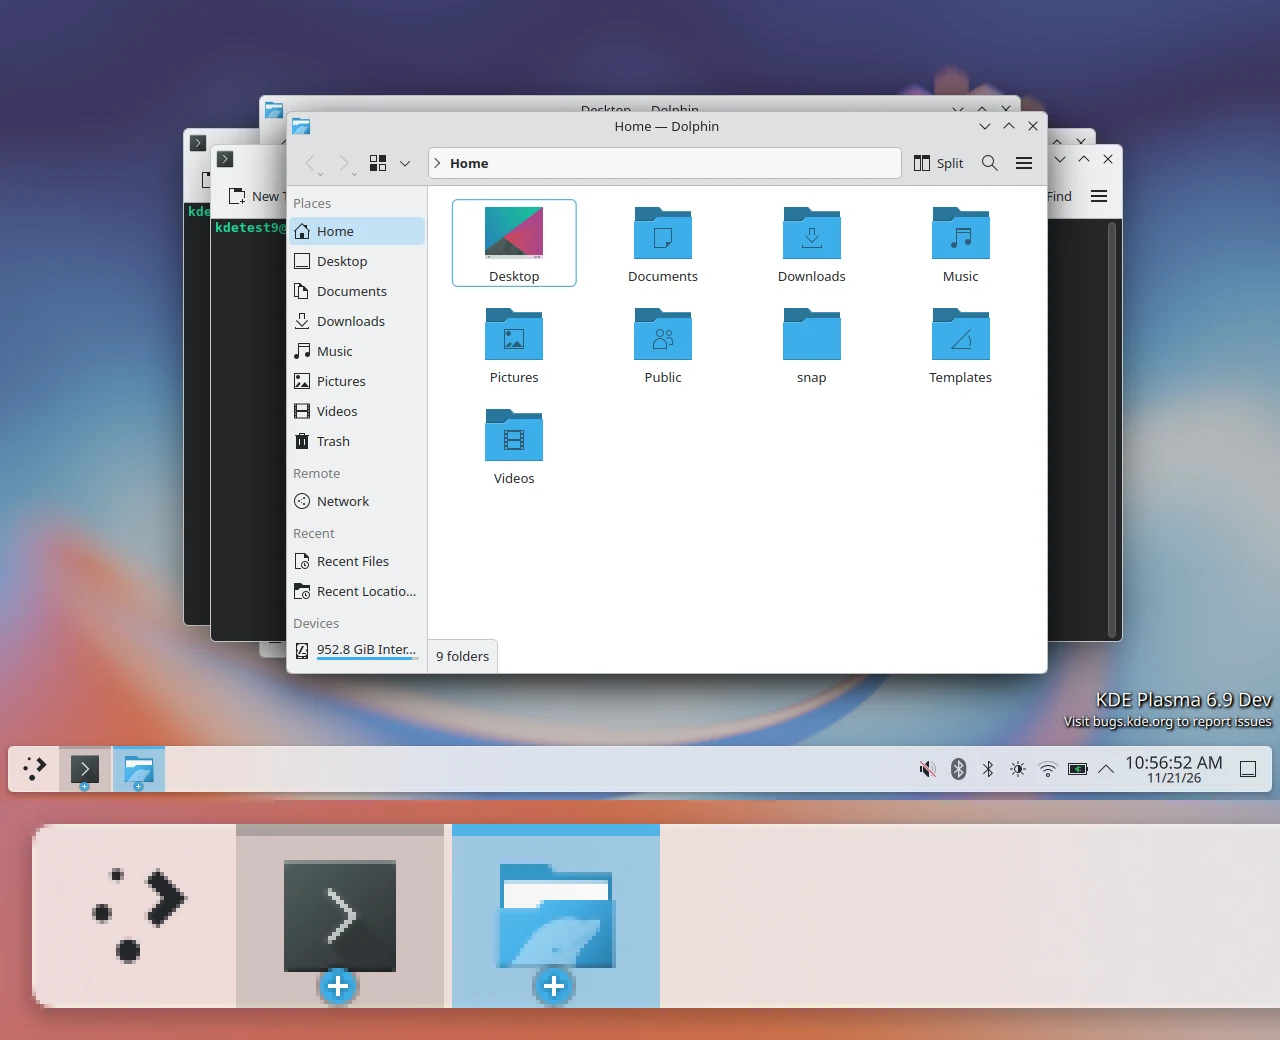 Desktop — Dolphin
Home — Dolphin
Home
Split
New
Find
kde
kdetest9@
Places
Home
Desktop
Documents
Downloads
Music
Pictures
Videos
Trash
Remote
Network
Recent
Recent Files
Recent Locatio...
Devices
952.8 GiB Inter...
Desktop
Documents
Downloads
Music
Pictures
Public
snap
Templates
Videos
9 folders
KDE Plasma 6.9 Dev
Visit bugs.kde.org to report issues
10:56:52 AM
11/21/26